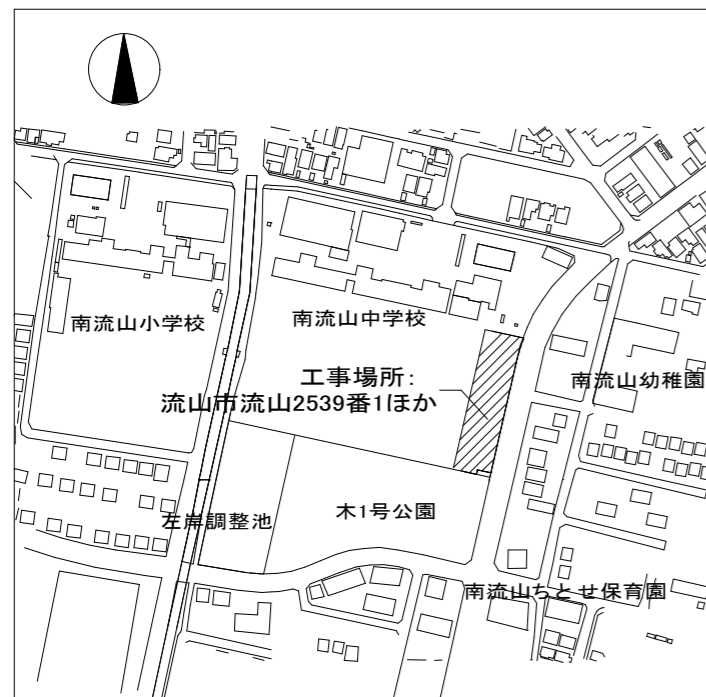 南流山小学校
南流山中学校
工事場所:
流山市流山2539番1ほか
南流山幼稚園
左岸調整池
木1号公園
南流山ちとせ保育園